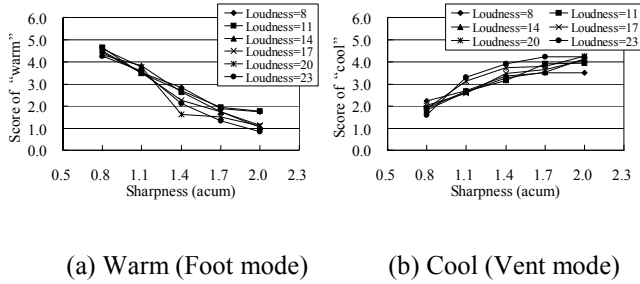 Loudness=8 Loudness=11
Loudness=14 Loudness=17
Loudness=20 Loudness=23
Score of "warm"
6.0
5.0
4.0
3.0
2.0
1.0
0.0
0.5 0.8 1.1 1.4 1.7 2.0 2.3
Sharpness (acum)
(a) Warm (Foot mode)
Loudness=8 Loudness=11
Loudness=14 Loudness=17
Loudness=20 Loudness=23
Score of "cool"
6.0
5.0
4.0
3.0
2.0
1.0
0.0
0.5 0.8 1.1 1.4 1.7 2.0 2.3
Sharpness (acum)
(b) Cool (Vent mode)